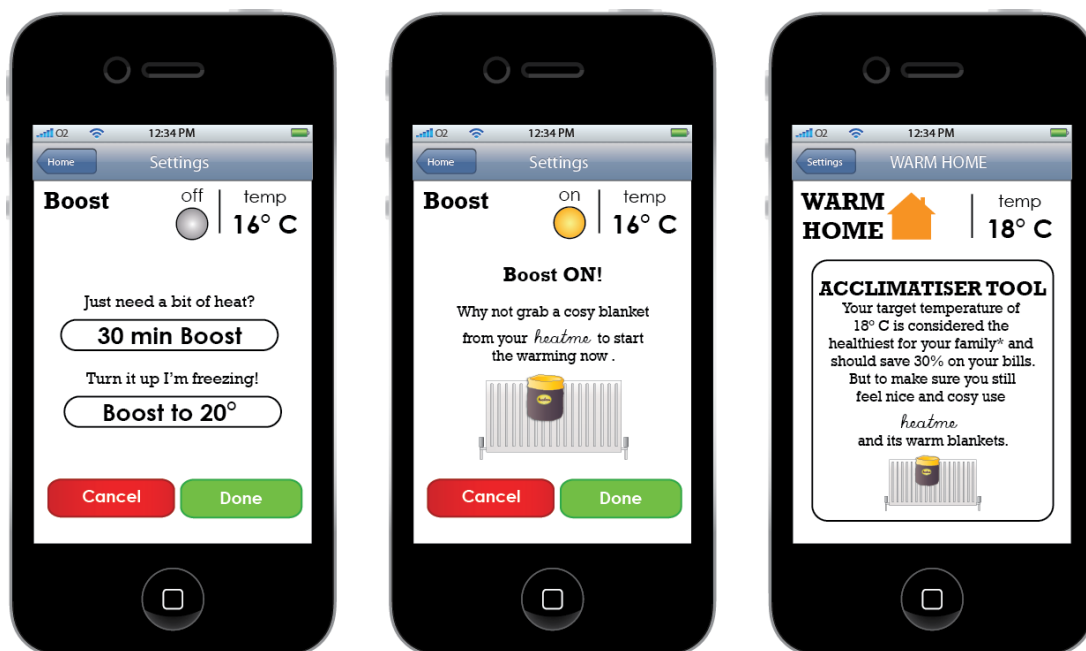 O2 12:34 PM
Home Settings
Boost off temp
16° C
Just need a bit of heat?
30 min Boost
Turn it up I'm freezing!
Boost to 20°
Cancel Done
O2 12:34 PM
Home Settings
Boost on temp
16° C
Boost ON!
Why not grab a cosy blanket
from your heatme to start
the warming now .
Cancel Done
O2 12:34 PM
Settings WARM HOME
WARM temp
HOME 18° C
ACCLIMATISER TOOL
Your target temperature of
18° C is considered the
healthiest for your family* and
should save 30% on your bills.
But to make sure you still
feel nice and cosy use
heatme
and its warm blankets.